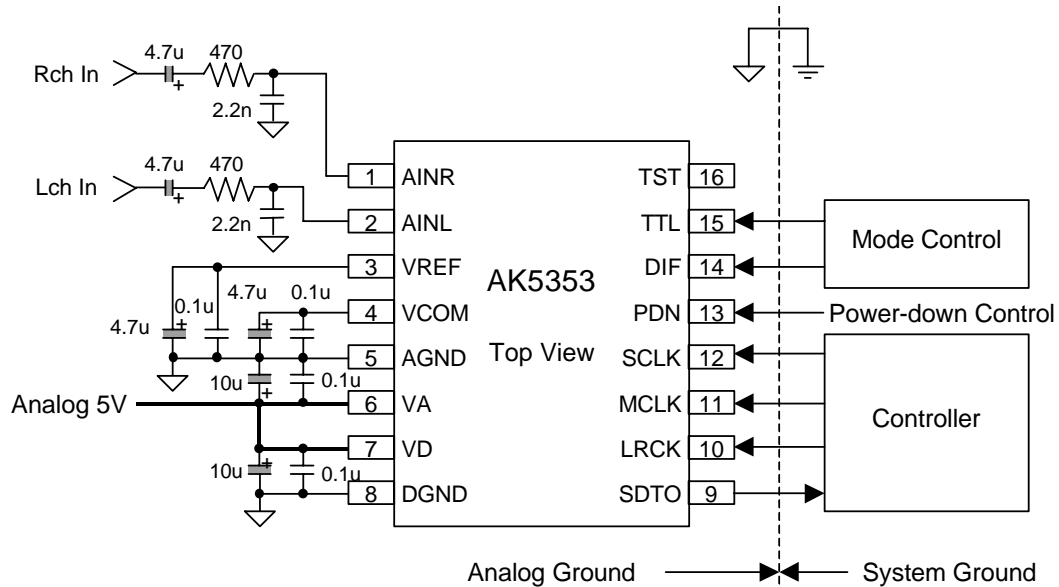 4.7u 470
Rch In
+
2.2n
4.7u 470
Lch In
+
2.2n
1 AINR
2 AINL
3 VREF
4 VCOM
5 AGND
6 VA
7 VD
8 DGND
AK5353
Top View
TST 16
TTL 15
DIF 14
PDN 13
SCLK 12
MCLK 11
LRCK 10
SDTO 9
4.7u
+
0.1u
4.7u
+
0.1u
10u
+
0.1u
Analog 5V
10u
+
0.1u
Mode Control
Power-down Control
Controller
Analog Ground
System Ground